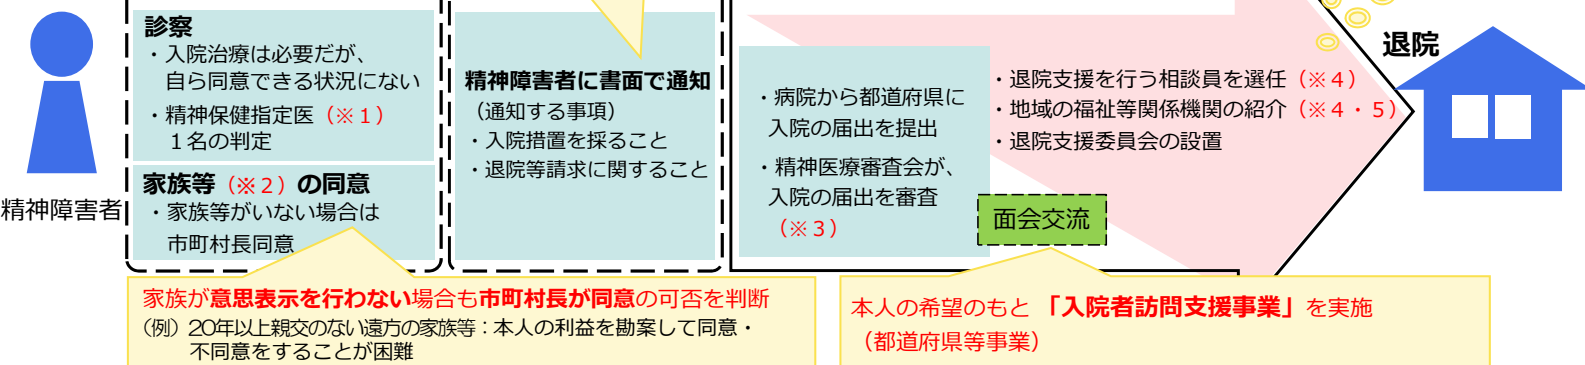 診察
・入院治療は必要だが、
自ら同意できる状況にない
・精神保健指定医（※１）
１名の判定
家族等（※２）の同意
・家族等がいない場合は
市町村長同意
精神障害者
精神障害者に書面で通知
（通知する事項）
・入院措置を採ること
・退院等請求に関すること
・病院から都道府県に
入院の届出を提出
・精神医療審査会が、
入院の届出を審査
（※３）
・退院支援を行う相談員を選任（※４）
・地域の福祉等関係機関の紹介（※４・５）
・退院支援委員会の設置
面会交流
退院
家族が意思表示を行わない場合も市町村長が同意の可否を判断
（例）20年以上親交のない遠方の家族等：本人の利益を勘案して同意・
不同意をすることが困難
本人の希望のもと「入院者訪問支援事業」を実施
（都道府県等事業）